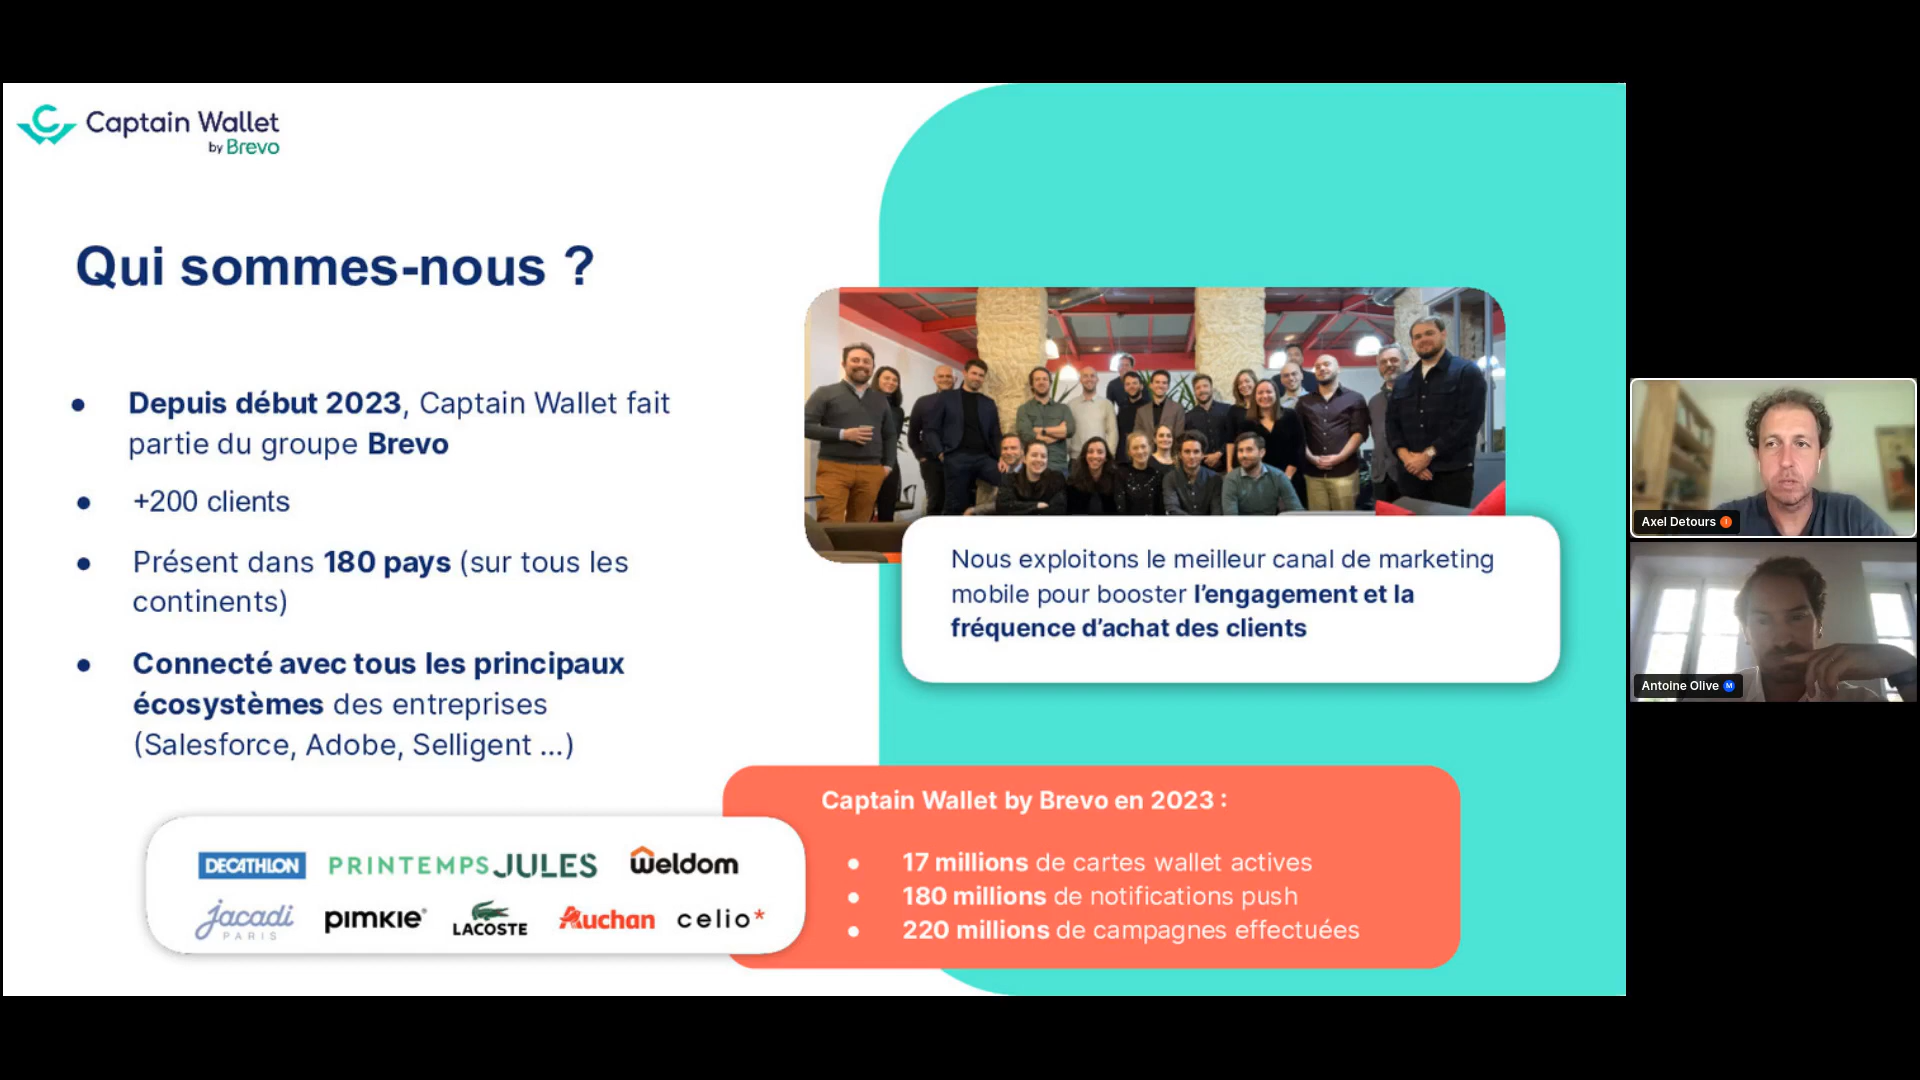 Captain Wallet
by Brevo
Qui sommes-nous ?
● Depuis début 2023, Captain Wallet fait
partie du groupe Brevo
● +200 clients
● Présent dans 180 pays (sur tous les
continents)
● Connecté avec tous les principaux
écosystèmes des entreprises
(Salesforce, Adobe, Selligent ...)
Nous exploitons le meilleur canal de marketing
mobile pour booster l’engagement et la
fréquence d’achat des clients
DECATHLON PRINTEMPS JULES weldom
jacadi PIMKIE® LACOSTE Auchan celio*
PARIS
Captain Wallet by Brevo en 2023 :
● 17 millions de cartes wallet actives
● 180 millions de notifications push
● 220 millions de campagnes effectuées
Axel Detours
Antoine Olive M